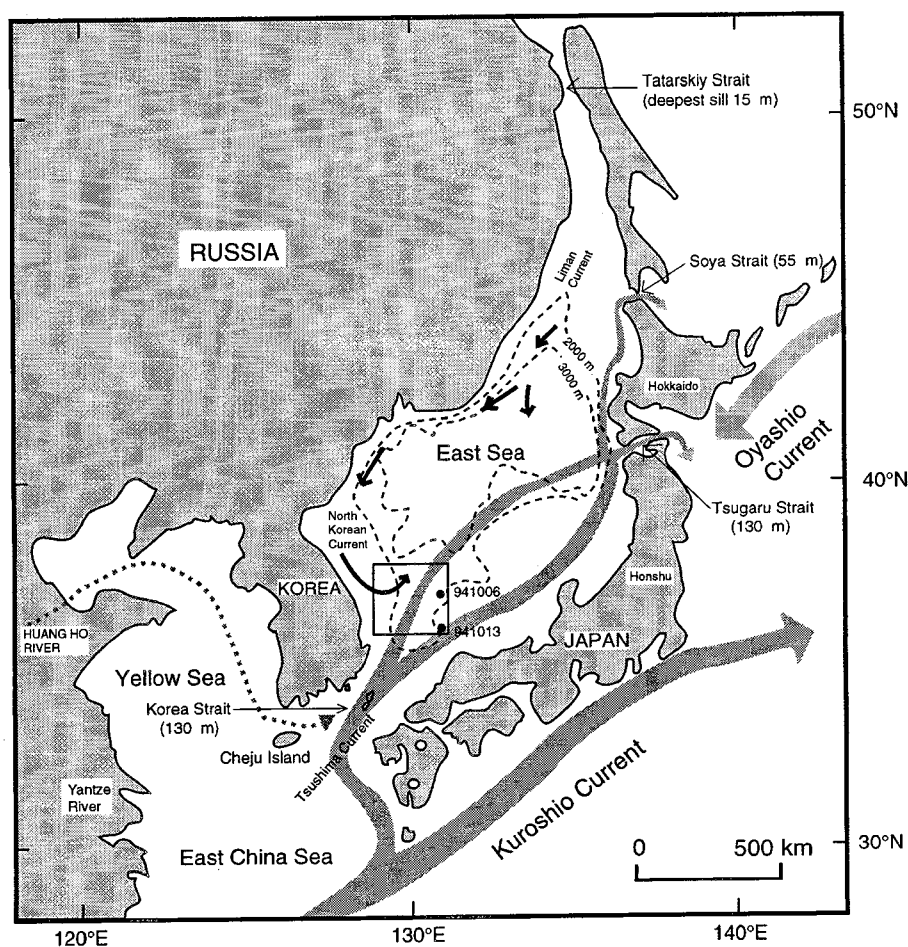 Tatarskiy Strait
(deepest sill 15 m)
50°N
RUSSIA
Soya Strait (55 m)
Liman
Current
2000 m
3000 m
Hokkaido
Oyashio
Current
East Sea
40°N
Tsugaru Strait
(130 m)
North
Korean
Current
KOREA
941006
Honshu
941013
HUANG HO
RIVER
JAPAN
Yellow Sea
Korea Strait
(130 m)
Cheju Island
Tsushima Current
Yantze
River
Kuroshio Current
30°N
East China Sea
0 500 km
120°E
130°E
140°E